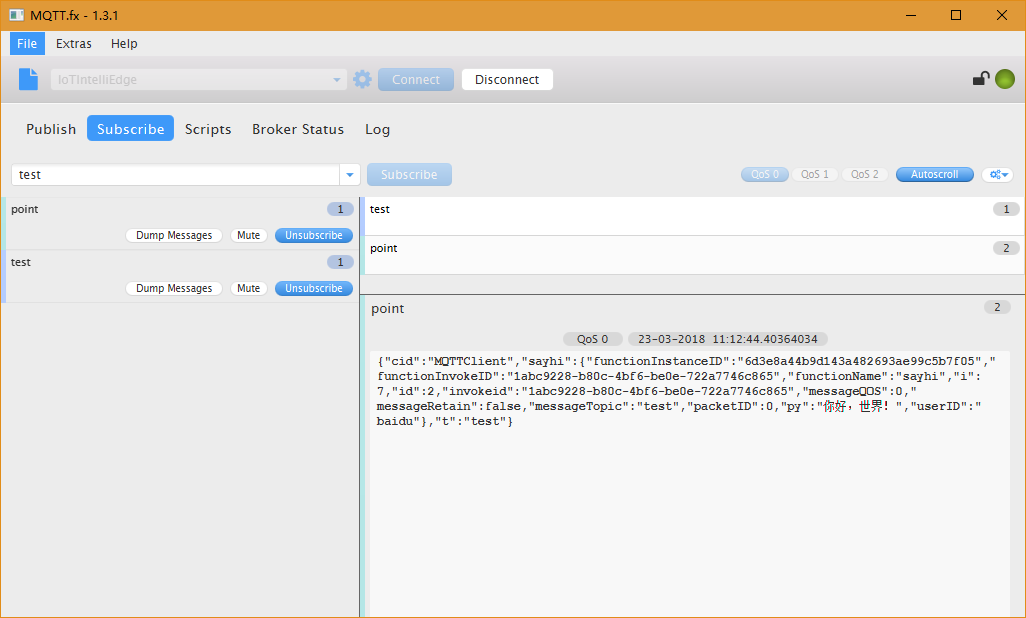 MQTT.fx - 1.3.1
File Extras Help
IoTIntelliEdge Connect Disconnect
Publish Subscribe Scripts Broker Status Log
test Subscribe QoS 0 QoS 1 QoS 2 Autoscroll
point 1
Dump Messages Mute Unsubscribe
test 1
Dump Messages Mute Unsubscribe
test 1
point 2
point 2
QoS 0 23-03-2018 11:12:44.40364034
{"cid":"MQTTClient","sayhi":{"functionInstanceID":"6d3e8a44b9d143a482693ae99c5b7f05","
functionInvokeID":"1abc9228-b80c-4bf6-be0e-722a7746c865","functionName":"sayhi","i":
7,"id":2,"invokeid":"1abc9228-b80c-4bf6-be0e-722a7746c865","messageQOS":0,"
messageRetain":false,"messageTopic":"test","packetID":0,"py":"你好，世界！","userID":"
baidu"},"t":"test"}